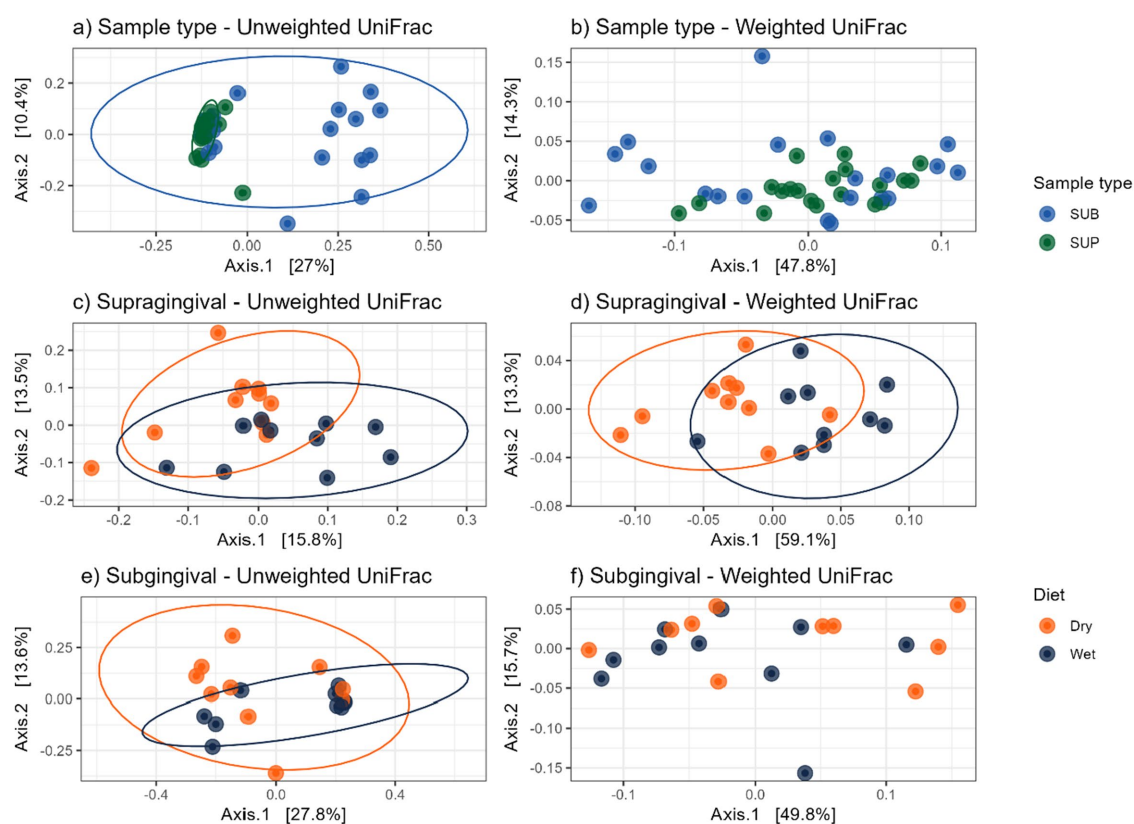 a) Sample type - Unweighted UniFrac
Axis.2 [10.4%]
0.2
0.0
-0.2
-0.25
0.00
0.25
0.50
Axis.1 [27%]
b) Sample type - Weighted UniFrac
Axis.2 [14.3%]
0.15
0.10
0.05
0.00
-0.05
-0.1
0.0
0.1
Axis.1 [47.8%]
Sample type
SUB
SUP
c) Supragingival - Unweighted UniFrac
Axis.2 [13.5%]
0.2
0.1
0.0
-0.1
-0.2
-0.2
-0.1
0.0
0.1
0.2
0.3
Axis.1 [15.8%]
d) Supragingival - Weighted UniFrac
Axis.2 [13.3%]
0.04
0.00
-0.04
-0.08
-0.10
-0.05
0.00
0.05
0.10
Axis.1 [59.1%]
e) Subgingival - Unweighted UniFrac
Axis.2 [13.6%]
0.25
0.00
-0.25
-0.4
0.0
0.4
Axis.1 [27.8%]
f) Subgingival - Weighted UniFrac
Axis.2 [15.7%]
0.05
0.00
-0.05
-0.10
-0.15
-0.1
0.0
0.1
Axis.1 [49.8%]
Diet
Dry
Wet